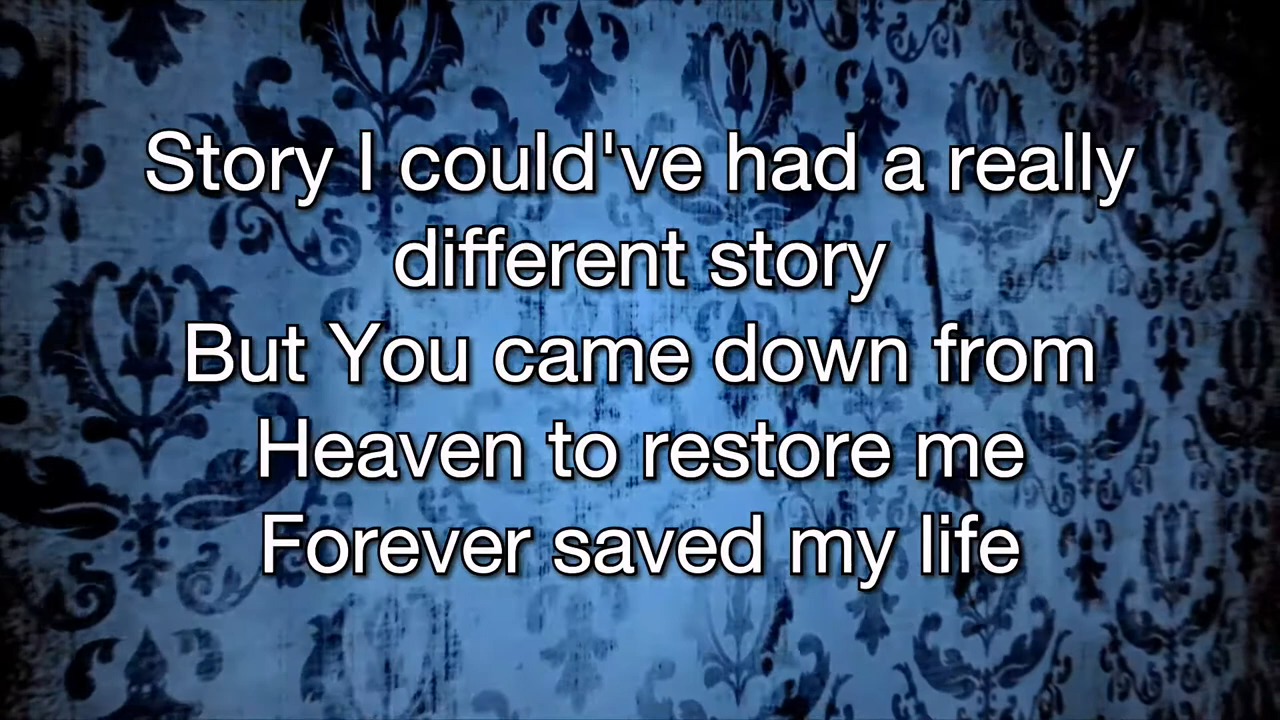 Story I could've had a really
different story
But You came down from
Heaven to restore me
Forever saved my life